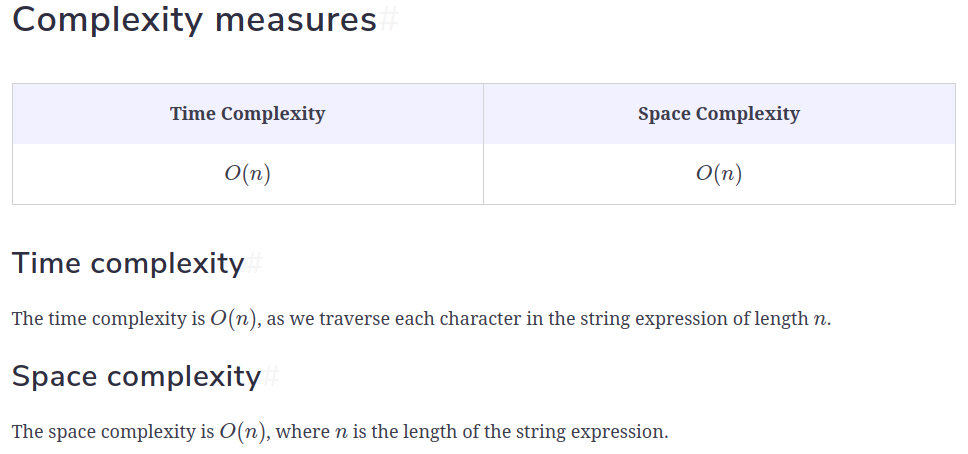 Complexity measures#
Time Complexity Space Complexity
O(n) O(n)
Time complexity#
The time complexity is O(n), as we traverse each character in the string expression of length n.
Space complexity#
The space complexity is O(n), where n is the length of the string expression.